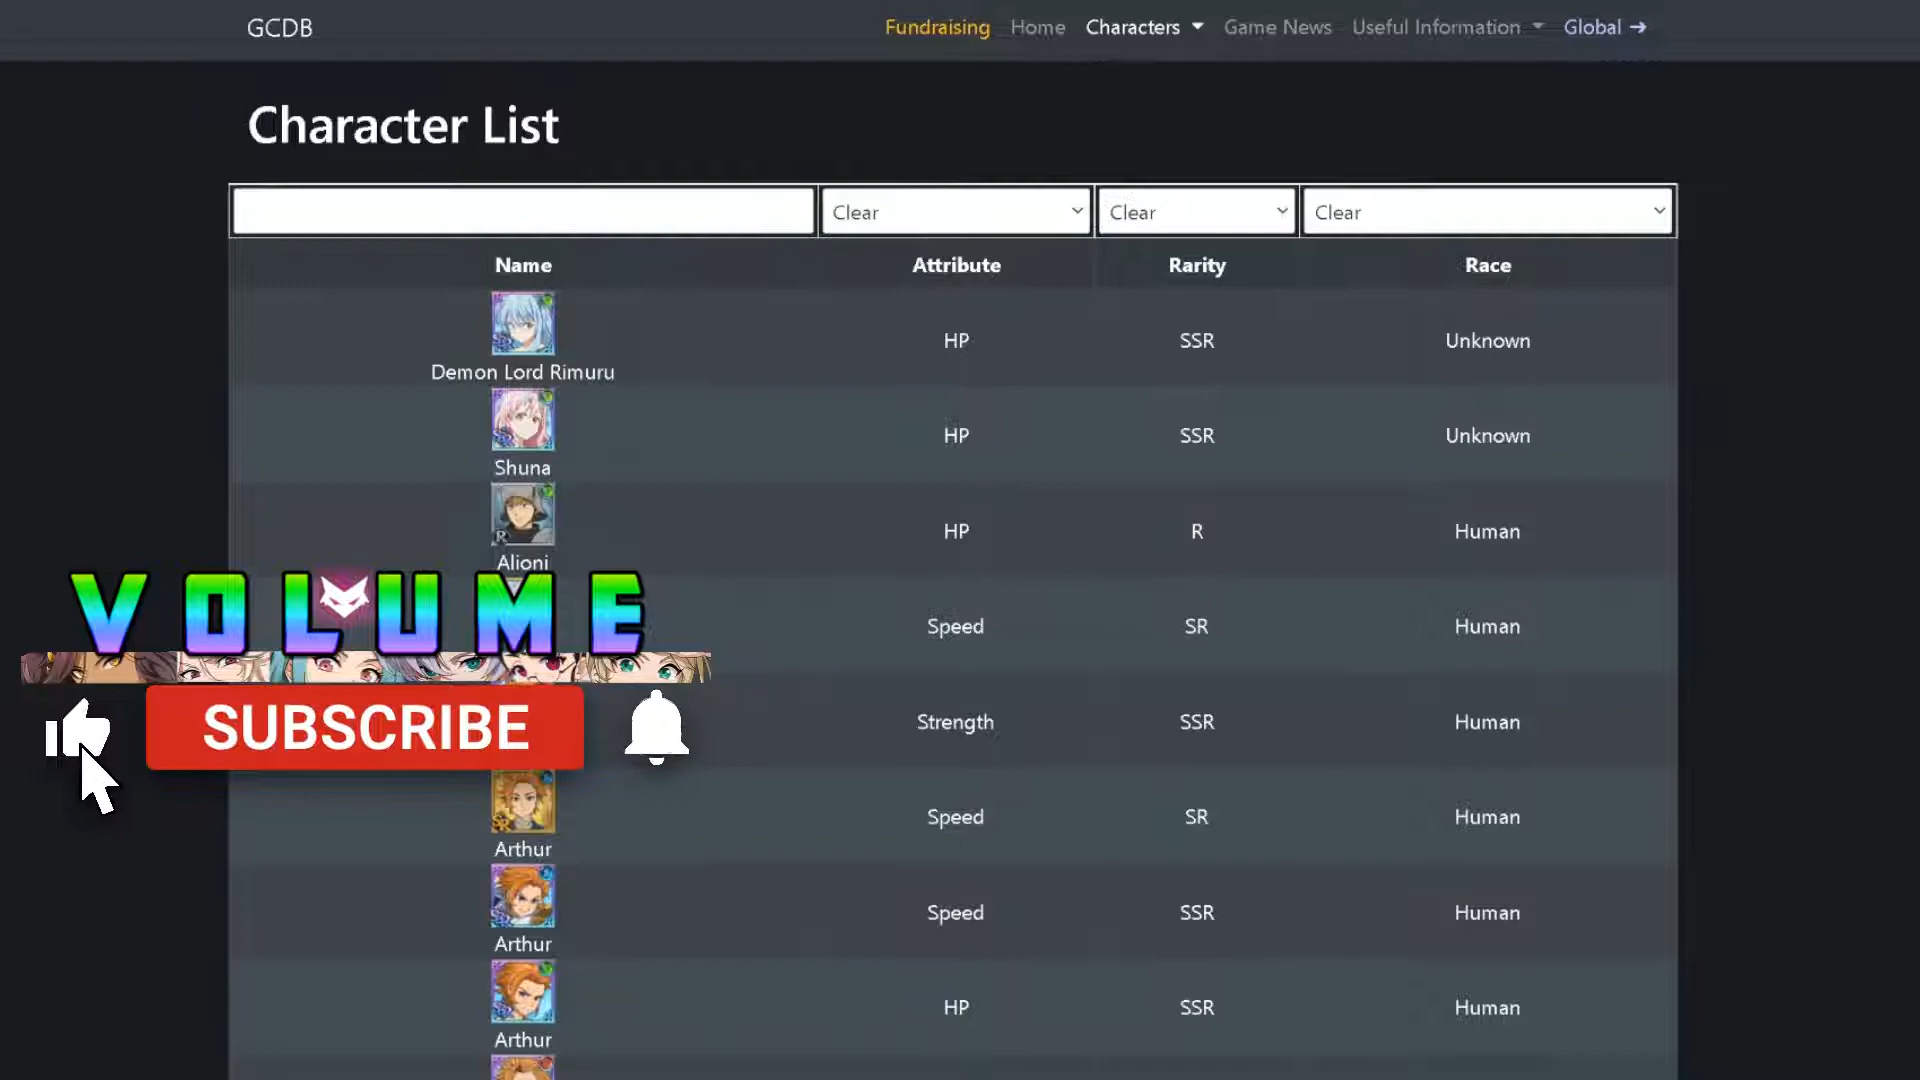 GCDB
Fundraising Home Characters Game News Useful Information Global →
Character List
Clear Clear Clear
Name Attribute Rarity Race
Demon Lord Rimuru HP SSR Unknown
Shuna HP SSR Unknown
R
Alioni HP R Human
VOLUME
Speed SR Human
SUBSCRIBE
Strength SSR Human
Arthur Speed SR Human
Arthur Speed SSR Human
Arthur HP SSR Human